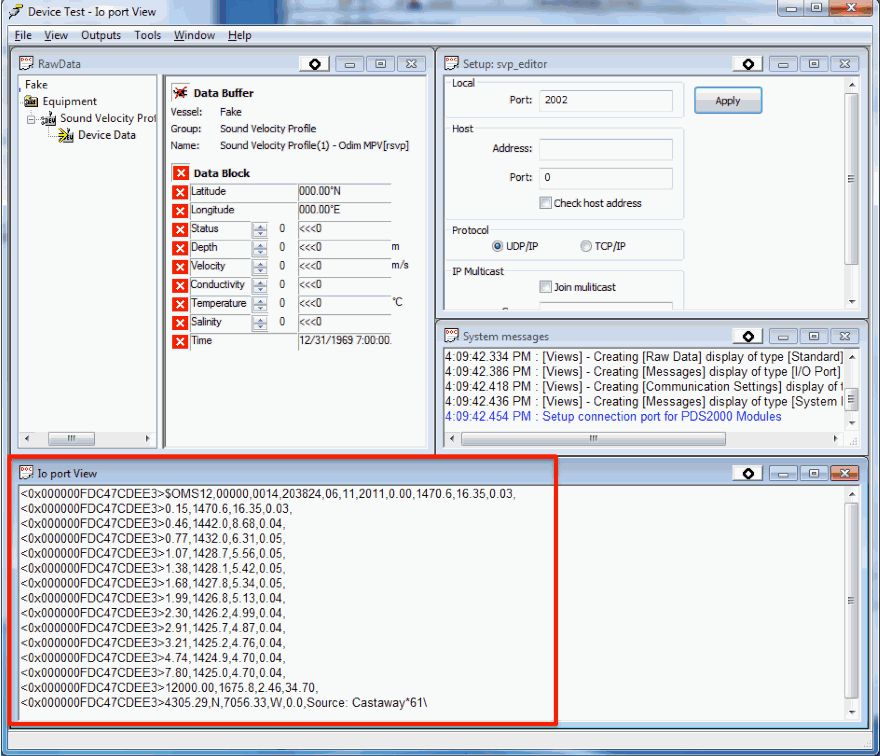 Device Test - Io port View
File View Outputs Tools Window Help
RawData
Fake
Equipment
Sound Velocity Prof
Device Data
Data Buffer
Vessel: Fake
Group: Sound Velocity Profile
Name: Sound Velocity Profile(1) - Odim MPV[rsvp]
Data Block
Latitude 000.00°N
Longitude 000.00°E
Status 0 <<<0
Depth 0 <<<0 m
Velocity 0 <<<0 m/s
Conductivity 0 <<<0
Temperature 0 <<<0 °C
Salinity 0 <<<0
Time 12/31/1969 7:00:00.
Setup: svp_editor
Local
Port: 2002
Apply
Host
Address:
Port: 0
Check host address
Protocol
UDP/IP TCP/IP
IP Multicast
Join muliticast
System messages
4:09:42.334 PM : [Views] - Creating [Raw Data] display of type [Standard]
4:09:42.386 PM : [Views] - Creating [Messages] display of type [I/O Port]
4:09:42.418 PM : [Views] - Creating [Communication Settings] display of t
4:09:42.436 PM : [Views] - Creating [Messages] display of type [System I
4:09:42.454 PM : Setup connection port for PDS2000 Modules
Io port View
<0x000000FDC47CDEE3>$OMS12,00000,0014,203824,06,11,2011,0.00,1470.6,16.35,0.03,
<0x000000FDC47CDEE3>0.15,1470.6,16.35,0.03,
<0x000000FDC47CDEE3>0.46,1442.0,8.68,0.04,
<0x000000FDC47CDEE3>0.77,1432.0,6.31,0.05,
<0x000000FDC47CDEE3>1.07,1428.7,5.56,0.05,
<0x000000FDC47CDEE3>1.38,1428.1,5.42,0.05,
<0x000000FDC47CDEE3>1.68,1427.8,5.34,0.05,
<0x000000FDC47CDEE3>1.99,1426.8,5.13,0.04,
<0x000000FDC47CDEE3>2.30,1426.2,4.99,0.04,
<0x000000FDC47CDEE3>2.91,1425.7,4.87,0.04,
<0x000000FDC47CDEE3>3.21,1425.2,4.76,0.04,
<0x000000FDC47CDEE3>4.74,1424.9,4.70,0.04,
<0x000000FDC47CDEE3>7.80,1425.0,4.70,0.04,
<0x000000FDC47CDEE3>12000.00,1675.8,2.46,34.70,
<0x000000FDC47CDEE3>4305.29,N,7056.33,W,0.0,Source: Castaway*61\